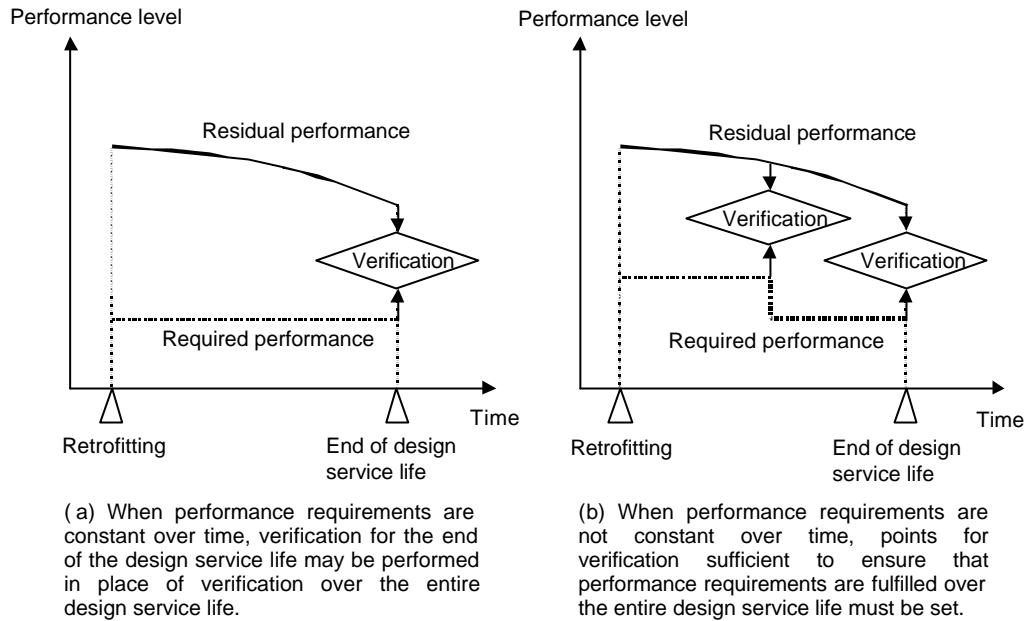 Performance level
Residual performance
Verification
Required performance
Time
Retrofitting
End of design
service life
( a) When performance requirements are
constant over time, verification for the end
of the design service life may be performed
in place of verification over the entire
design service life.
Performance level
Residual performance
Verification
Verification
Required performance
Time
Retrofitting
End of design
service life
(b) When performance requirements are
not constant over time, points for
verification sufficient to ensure that
performance requirements are fulfilled over
the entire design service life must be set.